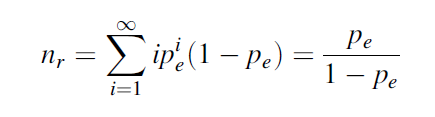 $n_r = \sum_{i=1}^{\infty} i p_e^i (1 - p_e) = \frac{p_e}{1 - p_e}$